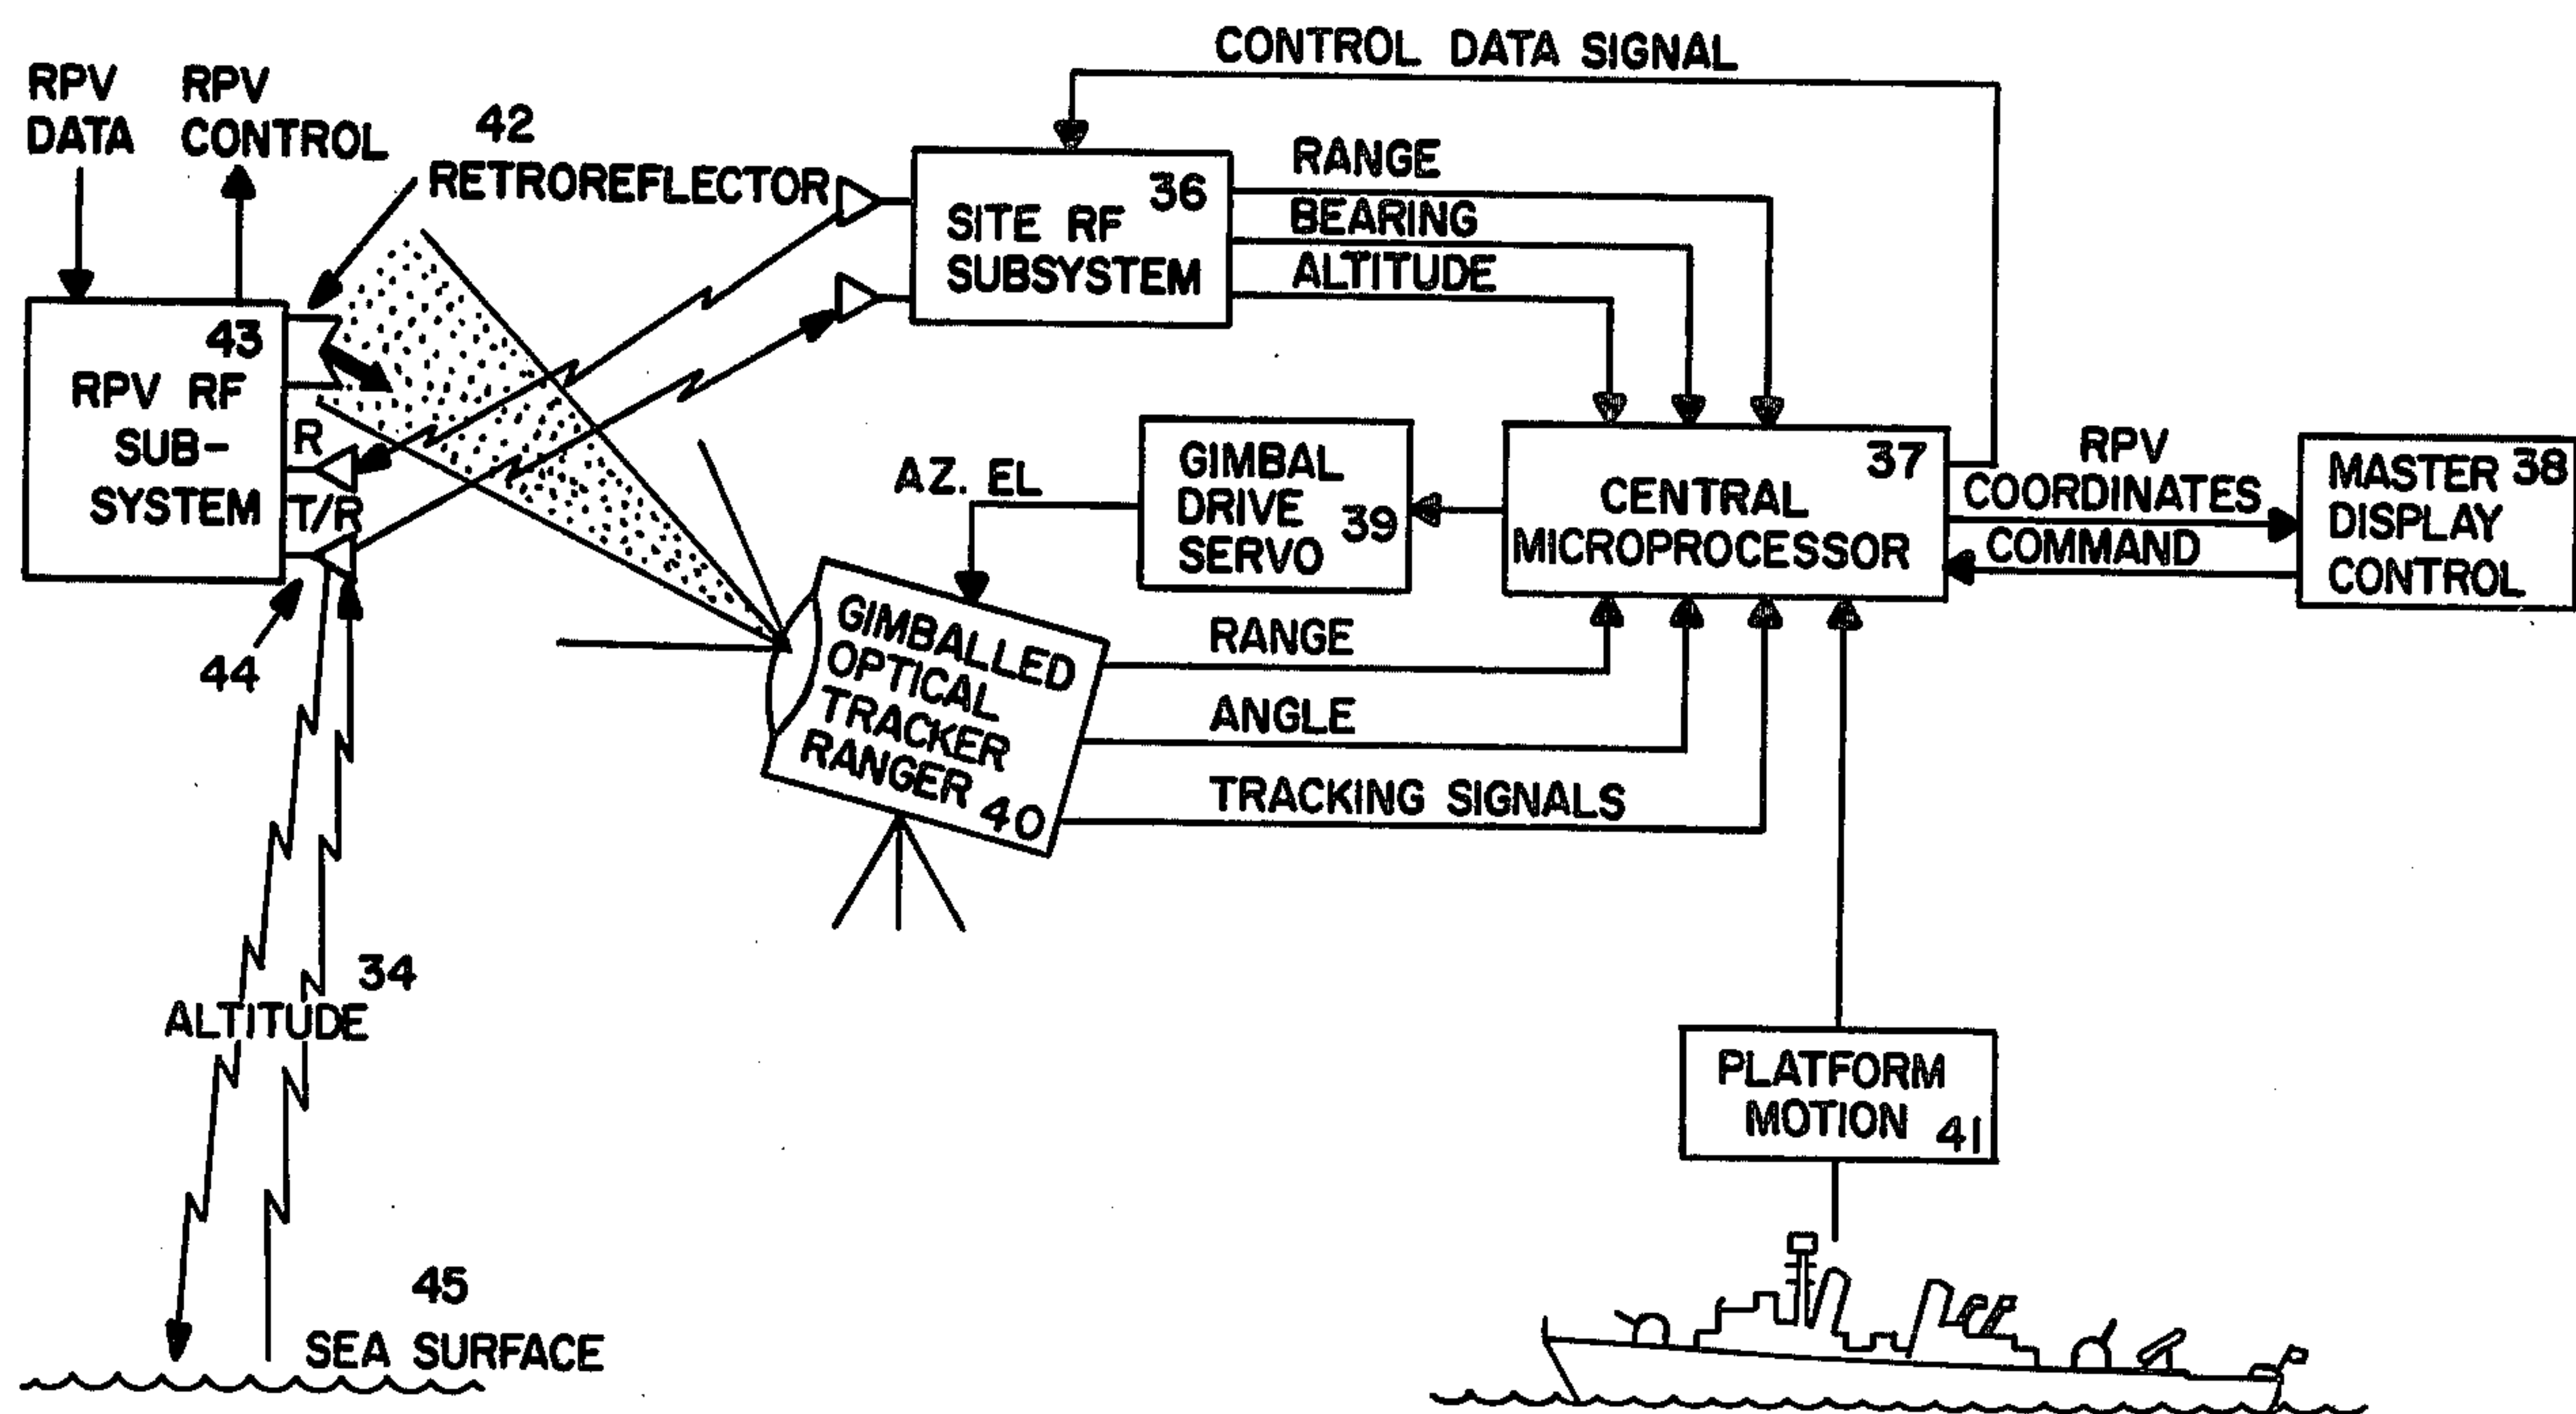 CONTROL DATA SIGNAL
RPV
DATA
RPV
CONTROL
42
RETROREFLECTOR
36
SITE RF
SUBSYSTEM
RANGE
BEARING
ALTITUDE
43
RPV RF
SUB-
SYSTEM
R
T/R
44
AZ. EL
GIMBAL
DRIVE
SERVO 39
37
CENTRAL
MICROPROCESSOR
RPV
COORDINATES
COMMAND
MASTER 38
DISPLAY
CONTROL
GIMBALLED
OPTICAL
TRACKER
RANGER 40
RANGE
ANGLE
TRACKING SIGNALS
34
ALTITUDE
PLATFORM
MOTION 41
45
SEA SURFACE